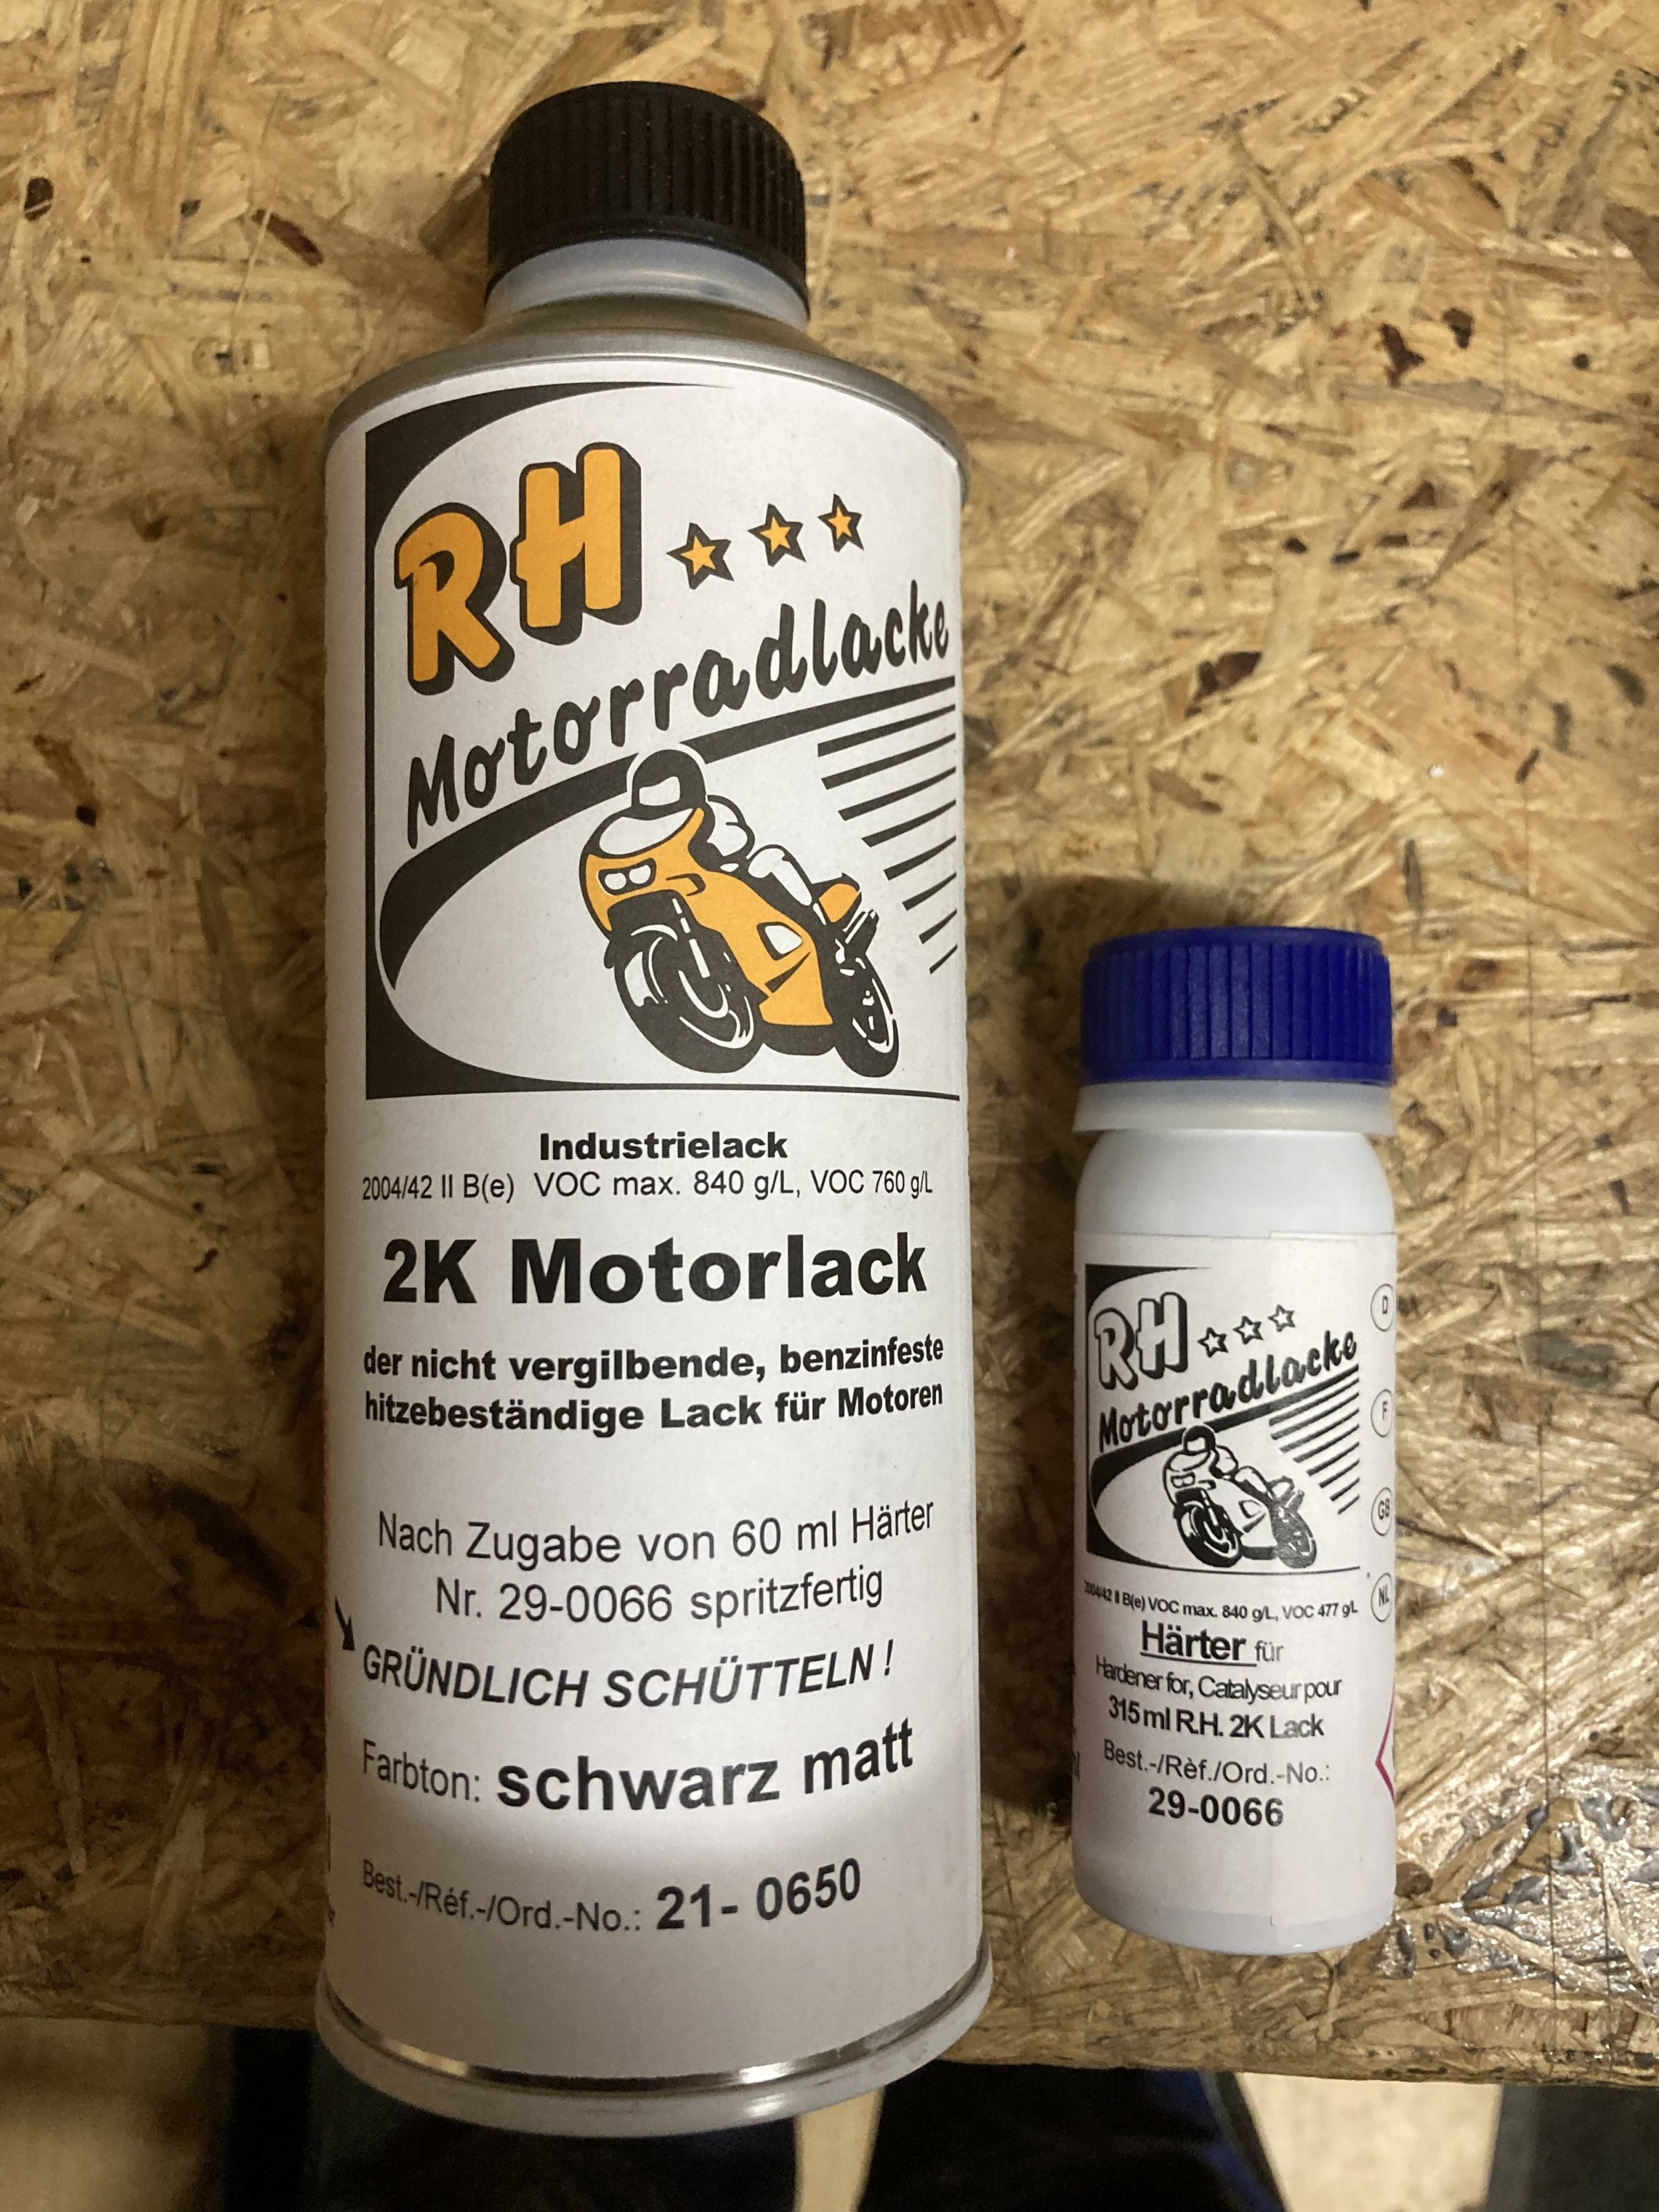 RH
Motorradlacke
Industrielack
2004/42 II B(e) VOC max. 840 g/L, VOC 760 g/L
2K Motorlack
der nicht vergilbende, benzinfeste
hitzebeständige Lack für Motoren
Nach Zugabe von 60 ml Härter
Nr. 29-0066 spritzfertig
GRÜNDLICH SCHÜTTELN !
Farbton: schwarz matt
Best.-/Réf.-/Ord.-No.: 21- 0650
RH
Motorradlacke
2004/42 II B(e) VOC max. 840 g/L, VOC 477 g/L
Härter für
Hardener for, Catalyseur pour
315 ml R.H. 2K Lack
Best.-/Rèf./Ord.-No.:
29-0066
D
F
GB
NL